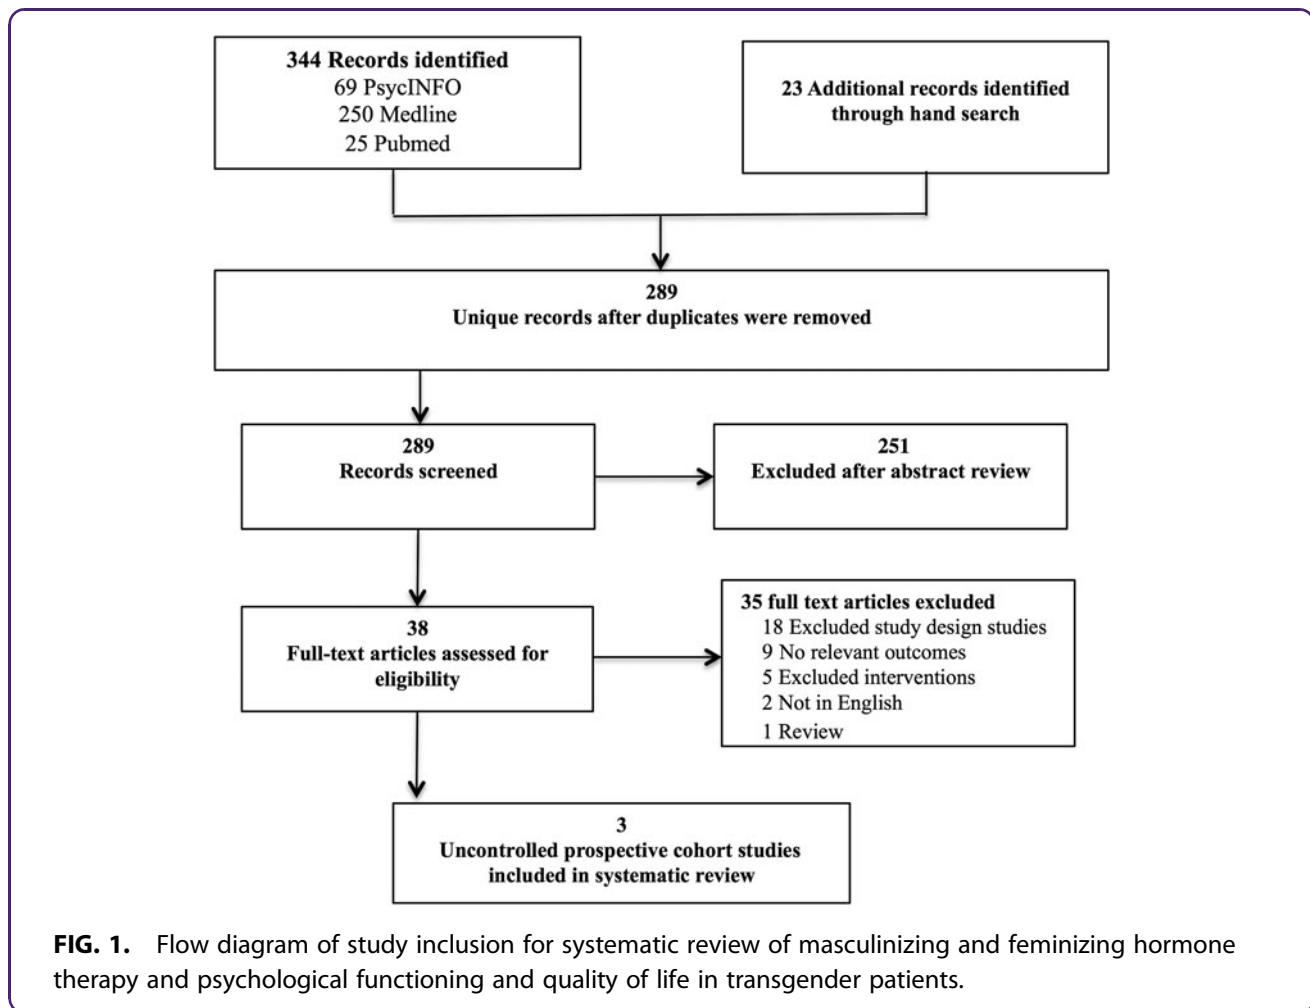 344 Records identified
69 PsycINFO
250 Medline
25 Pubmed
23 Additional records identified
through hand search
289
Unique records after duplicates were removed
289
Records screened
251
Excluded after abstract review
38
Full-text articles assessed for
eligibility
35 full text articles excluded
18 Excluded study design studies
9 No relevant outcomes
5 Excluded interventions
2 Not in English
1 Review
3
Uncontrolled prospective cohort studies
included in systematic review
FIG. 1. Flow diagram of study inclusion for systematic review of masculinizing and feminizing hormone
therapy and psychological functioning and quality of life in transgender patients.